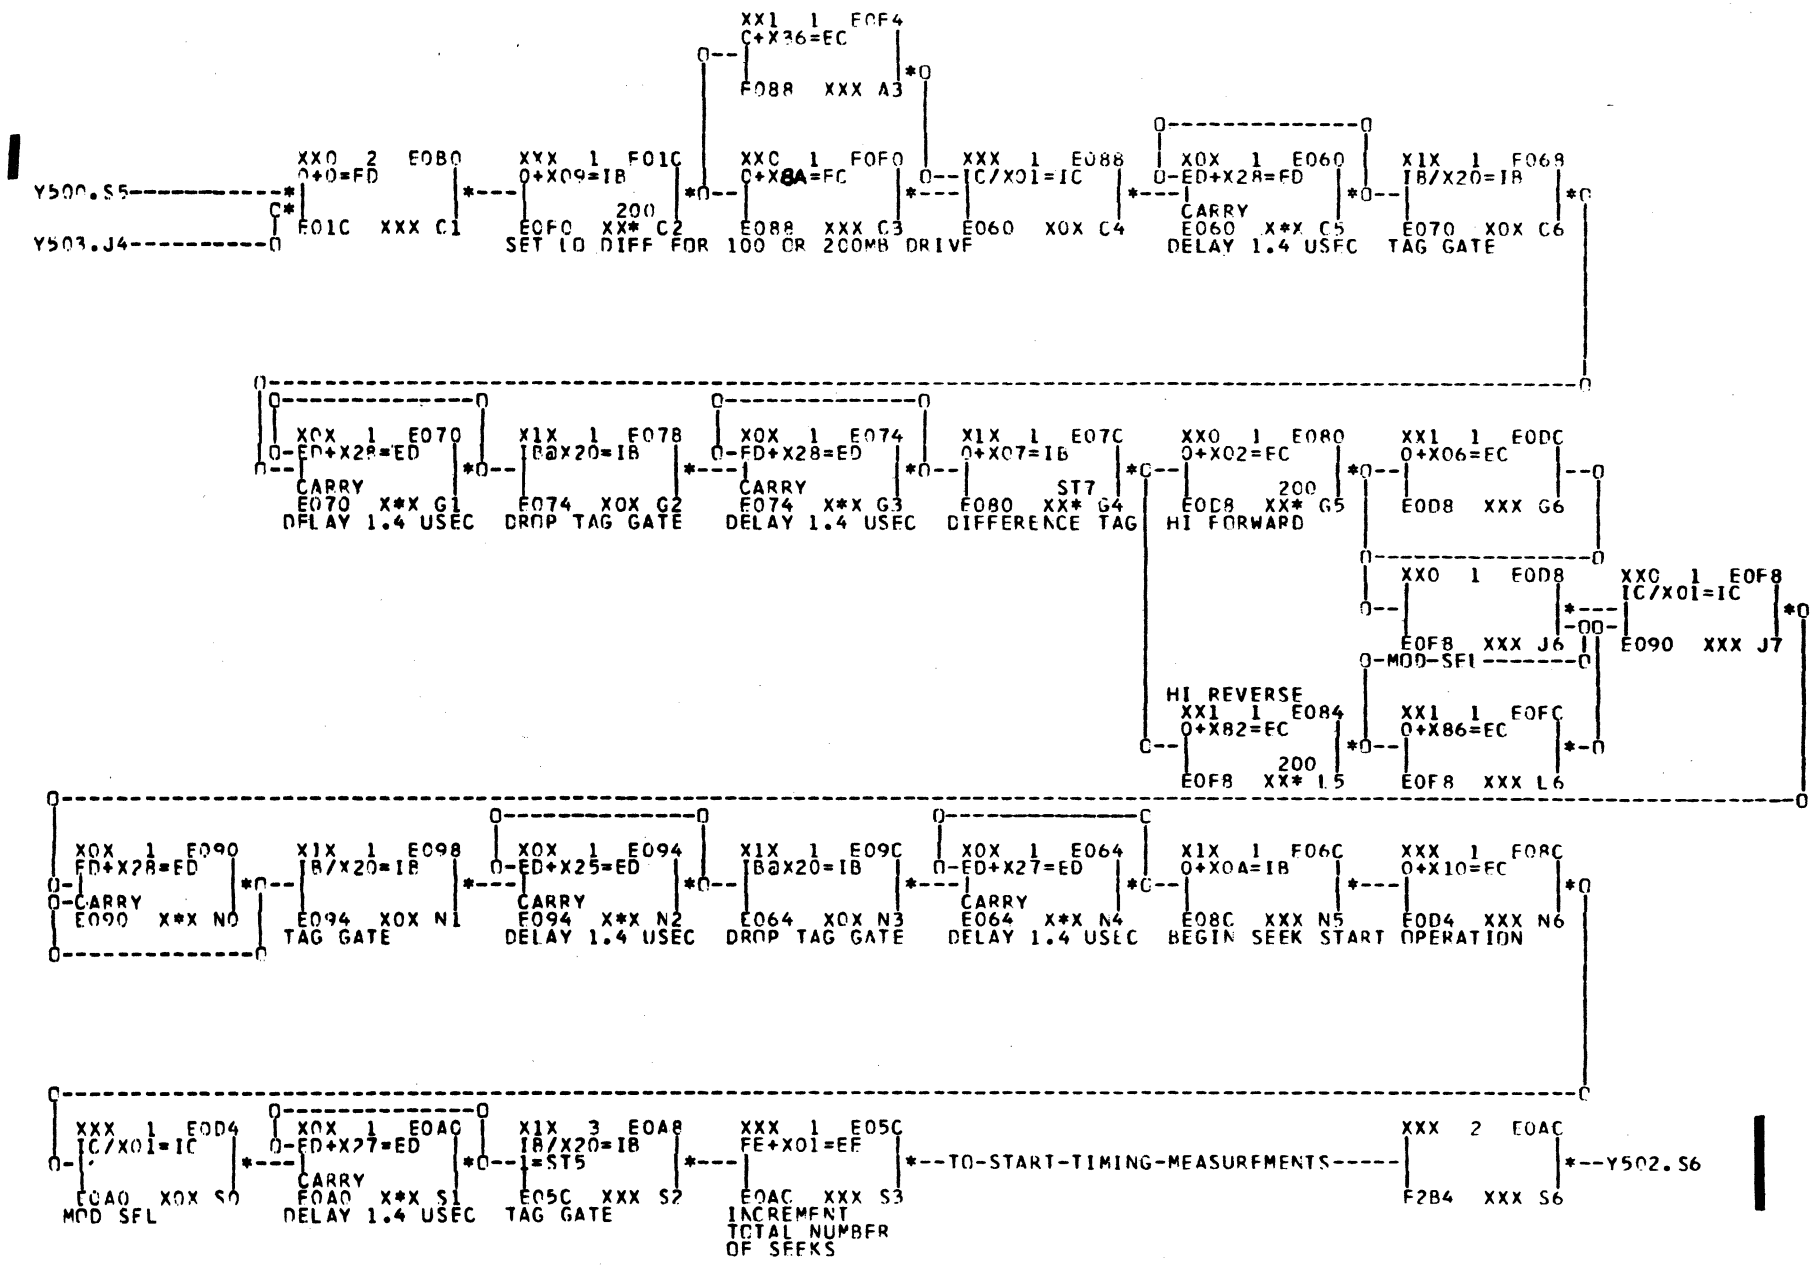 XX1 1 E0F4
C+X36=EC
E088 XXX A3
XX0 2 E0B0
0+0=ED
E01C XXX C1
XXX 1 E01C
0+X09=IB
200
E0F0 XX* C2
SET LO DIFF FOR 100 OR 200MB DRIVE
XXC 1 F0F0
0+X8A=FC
E088 XXX C3
XXX 1 E088
IC/X01=IC
E060 X0X C4
X0X 1 E060
ED+X28=ED
CARRY
E060 X*X C5
DELAY 1.4 USEC
X1X 1 E068
IB/X20=IB
E070 X0X C6
TAG GATE
Y500.S5
Y503.J4
X0X 1 E070
ED+X28=ED
CARRY
E070 X*X G1
DELAY 1.4 USEC
X1X 1 E078
IB@X20=IB
E074 X0X G2
DROP TAG GATE
X0X 1 E074
ED+X28=ED
CARRY
E074 X*X G3
DELAY 1.4 USEC
X1X 1 E07C
0+X07=IB
ST7
E080 XX* G4
DIFFERENCE TAG
XX0 1 E080
0+X02=EC
200
E0D8 XX* G5
HI FORWARD
XX1 1 E0DC
0+X06=EC
E0D8 XXX G6
XX0 1 E0D8
E0F8 XXX J6
XX0 1 E0F8
IC/X01=IC
E090 XXX J7
MOD-SEL
HI REVERSE
XX1 1 E084
0+X82=EC
200
E0F8 XX* L5
XX1 1 E0FC
0+X86=EC
E0F8 XXX L6
X0X 1 E090
ED+X28=ED
CARRY
E090 X*X N0
X1X 1 E098
IB/X20=IB
E094 X0X N1
TAG GATE
X0X 1 E094
ED+X25=ED
CARRY
E094 X*X N2
DELAY 1.4 USEC
X1X 1 E09C
IB@X20=IB
E064 X0X N3
DROP TAG GATE
X0X 1 E064
ED+X27=ED
CARRY
E064 X*X N4
DELAY 1.4 USEC
X1X 1 E06C
0+X0A=IB
E08C XXX N5
BEGIN SEEK START OPERATION
XXX 1 E08C
0+X10=EC
E0D4 XXX N6
XXX 1 E0D4
IC/X01=IC
E0A0 X0X S0
MOD SEL
X0X 1 E0A0
ED+X27=ED
CARRY
E0A0 X*X S1
DELAY 1.4 USEC
X1X 3 E0A8
IB/X20=IB
1=ST5
E05C XXX S2
TAG GATE
XXX 1 E05C
FE+X01=EE
E0AC XXX S3
INCREMENT
TOTAL NUMBER
OF SEEKS
TO-START-TIMING-MEASUREMENTS
XXX 2 E0AC
F2B4 XXX S6
Y502.S6